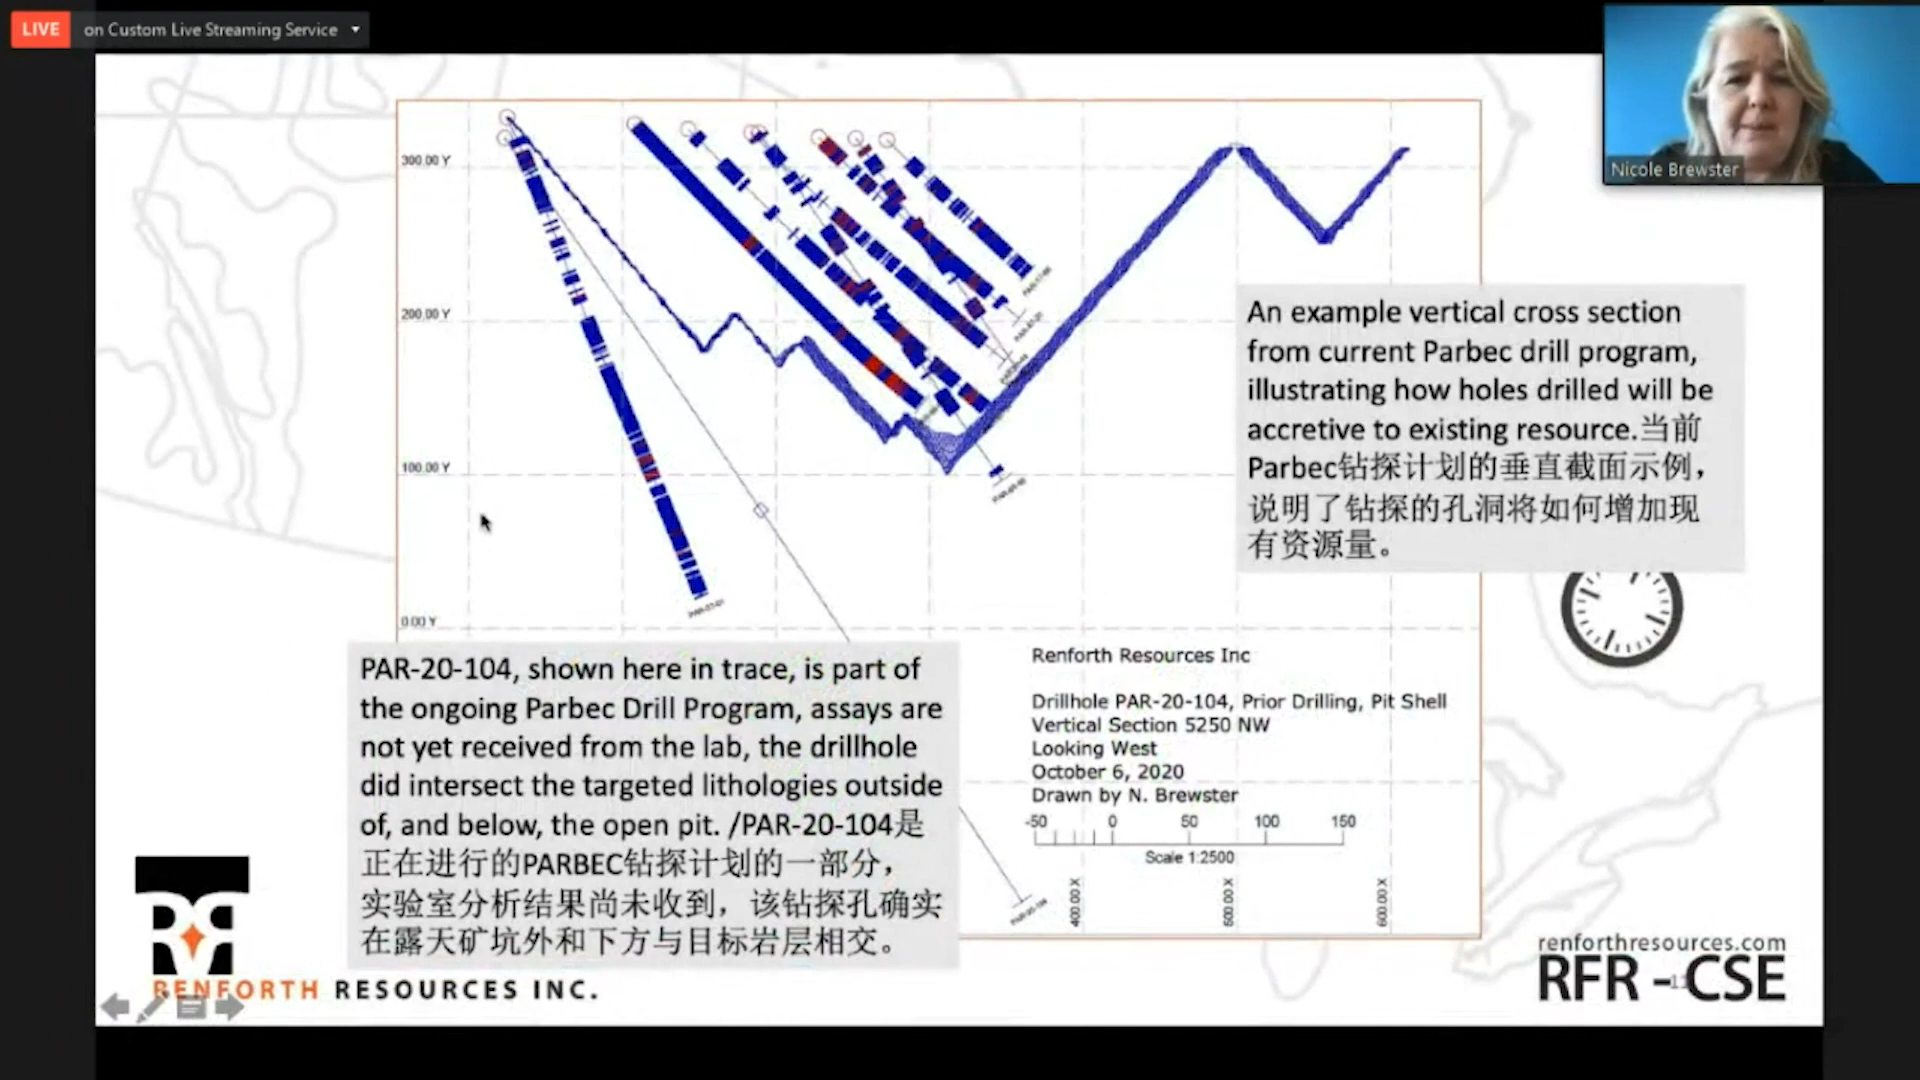 LIVE on Custom Live Streaming Service
Nicole Brewster
300.00 Y
200.00 Y
100.00 Y
0.00 Y
An example vertical cross section
from current Parbec drill program,
illustrating how holes drilled will be
accretive to existing resource.当前
Parbec钻探计划的垂直截面示例，
说明了钻探的孔洞将如何增加现
有资源量。
PAR-20-104, shown here in trace, is part of
the ongoing Parbec Drill Program, assays are
not yet received from the lab, the drillhole
did intersect the targeted lithologies outside
of, and below, the open pit. /PAR-20-104是
正在进行的PARBEC钻探计划的一部分，
实验室分析结果尚未收到，该钻探孔确实
在露天矿坑外和下方与目标岩层相交。
Renforth Resources Inc
Drillhole PAR-20-104, Prior Drilling, Pit Shell
Vertical Section 5250 NW
Looking West
October 6, 2020
Drawn by N. Brewster
-50 0 50 100 150
Scale 1:2500
400.00 X
500.00 X
600.00 X
PAR-20-104
RENFORTH RESOURCES INC.
renforthresources.com
RFR - CSE
11